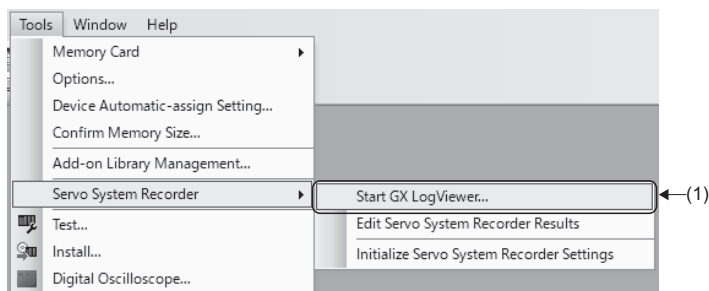 Tools Window Help
Memory Card
Options...
Device Automatic-assign Setting...
Confirm Memory Size...
Add-on Library Management...
Servo System Recorder
Start GX LogViewer...
(1)
Test...
Edit Servo System Recorder Results
Install...
Initialize Servo System Recorder Settings
Digital Oscilloscope...